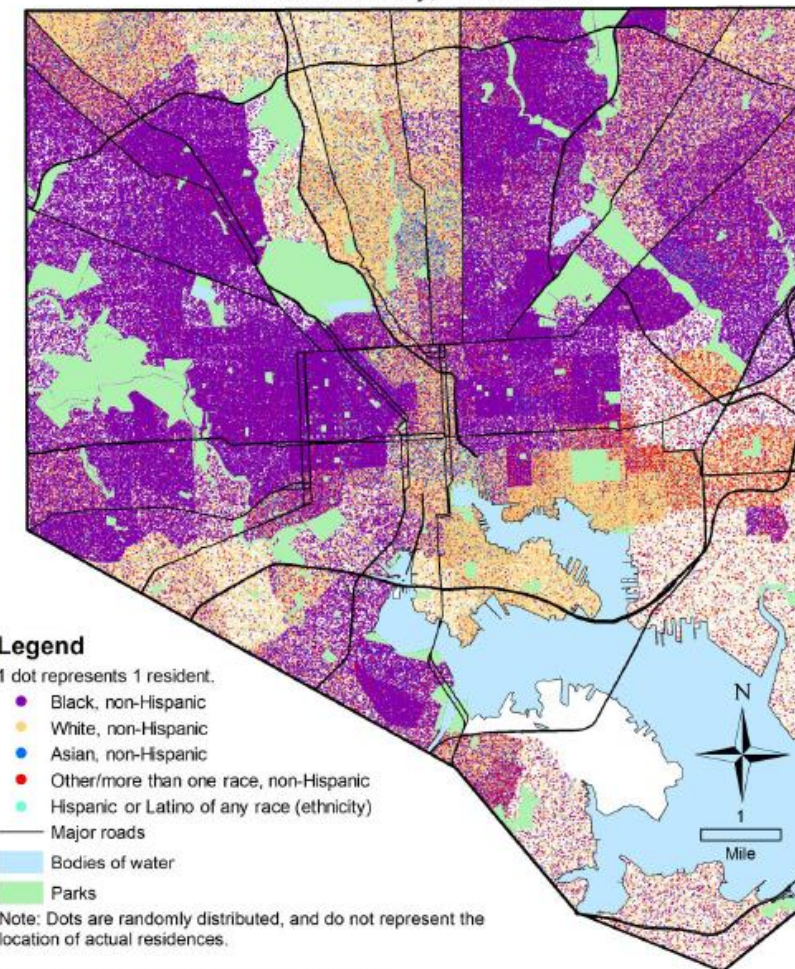 Legend
1 dot represents 1 resident.
Black, non-Hispanic
White, non-Hispanic
Asian, non-Hispanic
Other/more than one race, non-Hispanic
Hispanic or Latino of any race (ethnicity)
Major roads
Bodies of water
Parks
Note: Dots are randomly distributed, and do not represent the
location of actual residences.
N
1
Mile